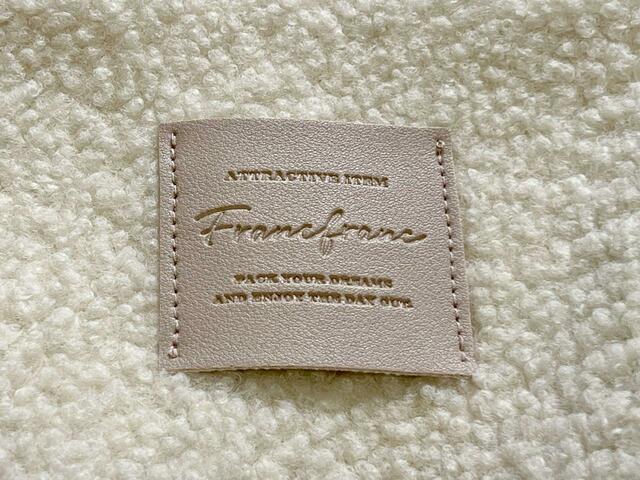 ATTRACTIVE ITEM
Francfranc
PACK YOUR DREAMS
AND ENJOY THE DAY OUT.